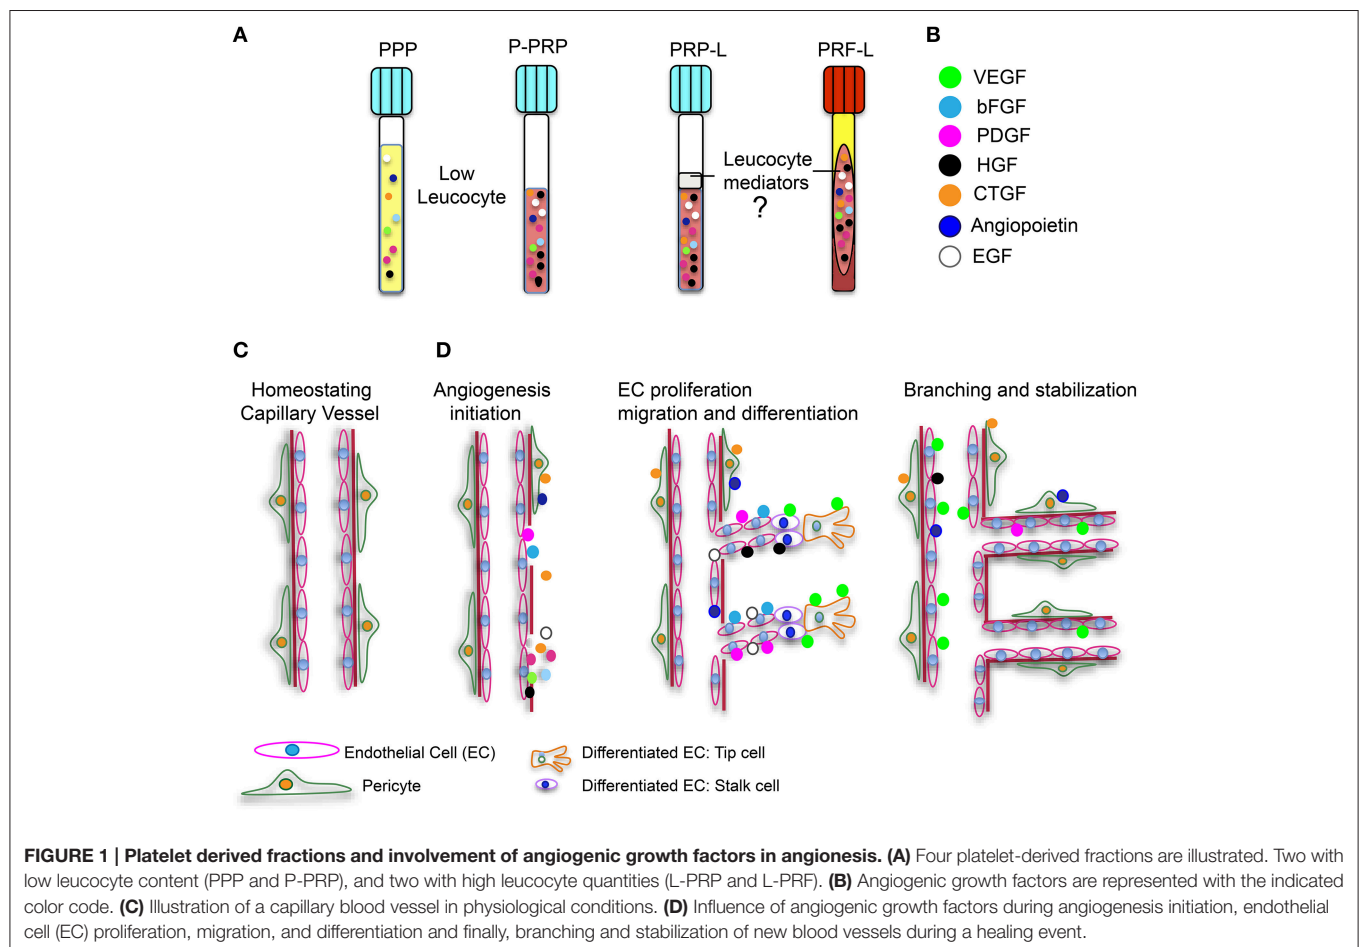 A
B
PPP
P-PRP
PRP-L
PRF-L
Low
Leucocyte
Leucocyte
mediators
?
VEGF
bFGF
PDGF
HGF
CTGF
Angiopoietin
EGF
C
D
Homeostating
Capillary Vessel
Angiogenesis
initiation
EC proliferation
migration and differentiation
Branching and stabilization
Endothelial Cell (EC)
Pericyte
Differentiated EC: Tip cell
Differentiated EC: Stalk cell
FIGURE 1 | Platelet derived fractions and involvement of angiogenic growth factors in angionesis. (A) Four platelet-derived fractions are illustrated. Two with
low leucocyte content (PPP and P-PRP), and two with high leucocyte quantities (L-PRP and L-PRF). (B) Angiogenic growth factors are represented with the indicated
color code. (C) Illustration of a capillary blood vessel in physiological conditions. (D) Influence of angiogenic growth factors during angiogenesis initiation, endothelial
cell (EC) proliferation, migration, and differentiation and finally, branching and stabilization of new blood vessels during a healing event.